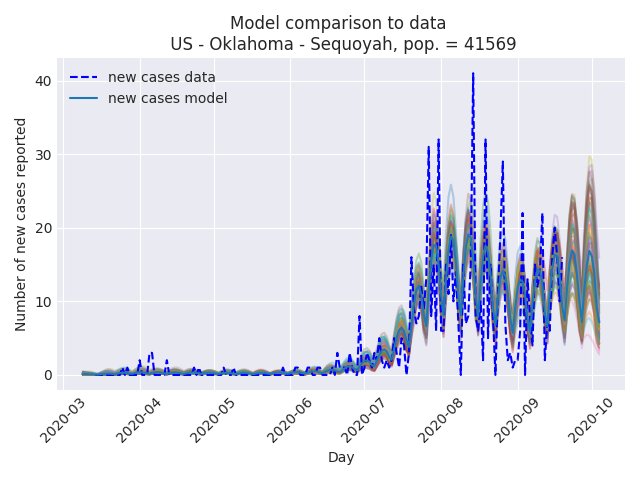 Model comparison to data
US - Oklahoma - Sequoyah, pop. = 41569
new cases data
new cases model
Number of new cases reported
40
30
20
10
0
2020-03
2020-04
2020-05
2020-06
2020-07
2020-08
2020-09
2020-10
Day